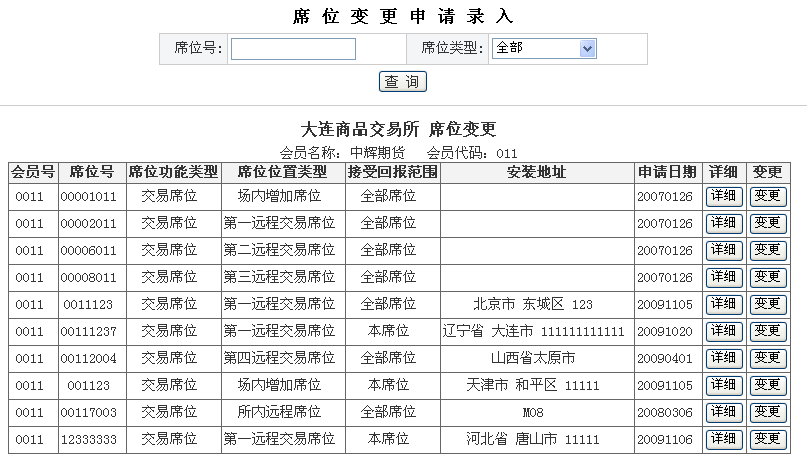 席 位 变 更 申 请 录 入
席位号: 席位类型: 全部
查 询
大连商品交易所 席位变更
会员名称: 中辉期货 会员代码: 011
会员号 席位号 席位功能类型 席位位置类型 接受回报范围 安装地址 申请日期 详细 变更
0011 00001011 交易席位 场内增加席位 全部席位 20070126 详细 变更
0011 00002011 交易席位 第一远程交易席位 全部席位 20070126 详细 变更
0011 00006011 交易席位 第二远程交易席位 全部席位 20070126 详细 变更
0011 00008011 交易席位 第三远程交易席位 全部席位 20070126 详细 变更
0011 0011123 交易席位 第一远程交易席位 全部席位 北京市 东城区 123 20091105 详细 变更
0011 00111237 交易席位 第一远程交易席位 本席位 辽宁省 大连市 111111111111 20091020 详细 变更
0011 00112004 交易席位 第四远程交易席位 全部席位 山西省太原市 20090401 详细 变更
0011 001123 交易席位 场内增加席位 本席位 天津市 和平区 11111 20091105 详细 变更
0011 00117003 交易席位 所内远程席位 全部席位 M08 20080306 详细 变更
0011 12333333 交易席位 第一远程交易席位 本席位 河北省 唐山市 11111 20091106 详细 变更